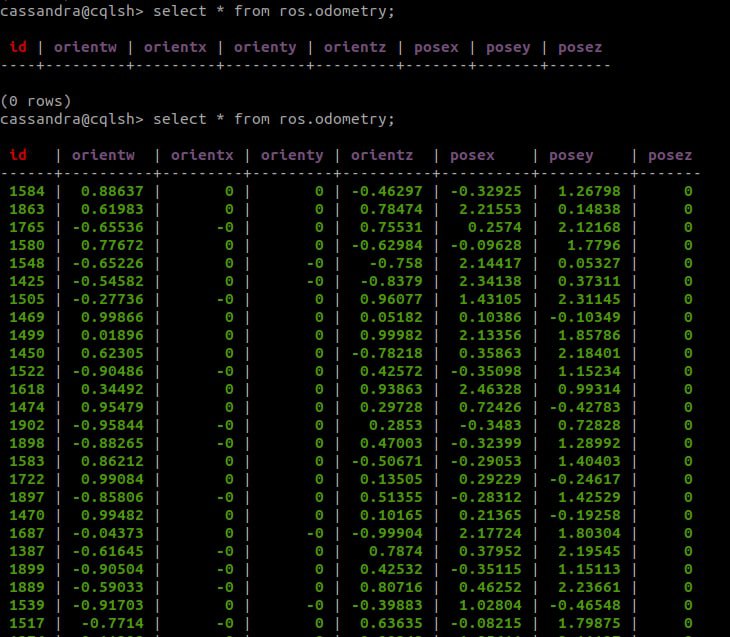 cassandra@cqlsh> select * from ros.odometry;
id | orientw | orientx | orienty | orientz | posex | posey | posez
----+---------+---------+---------+---------+-------+-------+-------
(0 rows)
cassandra@cqlsh> select * from ros.odometry;
id | orientw | orientx | orienty | orientz | posex | posey | posez
------+----------+---------+---------+----------+----------+----------+-------
1584 | 0.88637 | 0 | 0 | -0.46297 | -0.32925 | 1.26798 | 0
1863 | 0.61983 | 0 | 0 | 0.78474 | 2.21553 | 0.14838 | 0
1765 | -0.65536 | -0 | 0 | 0.75531 | 0.2574 | 2.12168 | 0
1580 | 0.77672 | 0 | 0 | -0.62984 | -0.09628 | 1.7796 | 0
1548 | -0.65226 | 0 | -0 | -0.758 | 2.14417 | 0.05327 | 0
1425 | -0.54582 | 0 | -0 | -0.8379 | 2.34138 | 0.37311 | 0
1505 | -0.27736 | -0 | 0 | 0.96077 | 1.43105 | 2.31145 | 0
1469 | 0.99866 | 0 | 0 | 0.05182 | 0.10386 | -0.10349 | 0
1499 | 0.01896 | 0 | 0 | 0.99982 | 2.13356 | 1.85786 | 0
1450 | 0.62305 | 0 | 0 | -0.78218 | 0.35863 | 2.18401 | 0
1522 | -0.90486 | -0 | 0 | 0.42572 | -0.35098 | 1.15234 | 0
1618 | 0.34492 | 0 | 0 | 0.93863 | 2.46328 | 0.99314 | 0
1474 | 0.95479 | 0 | 0 | 0.29728 | 0.72426 | -0.42783 | 0
1902 | -0.95844 | -0 | 0 | 0.2853 | -0.3483 | 0.72828 | 0
1898 | -0.88265 | -0 | 0 | 0.47003 | -0.32399 | 1.28992 | 0
1583 | 0.86212 | 0 | 0 | -0.50671 | -0.29053 | 1.40403 | 0
1722 | 0.99084 | 0 | 0 | 0.13505 | 0.29229 | -0.24617 | 0
1897 | -0.85806 | -0 | 0 | 0.51355 | -0.28312 | 1.42529 | 0
1470 | 0.99482 | 0 | 0 | 0.10165 | 0.21365 | -0.19258 | 0
1687 | -0.04373 | 0 | -0 | -0.99904 | 2.17724 | 1.80304 | 0
1387 | -0.61645 | -0 | 0 | 0.7874 | 0.37952 | 2.19545 | 0
1899 | -0.90504 | -0 | 0 | 0.42532 | -0.35115 | 1.15113 | 0
1889 | -0.59033 | -0 | 0 | 0.80716 | 0.46252 | 2.23661 | 0
1539 | -0.91703 | 0 | -0 | -0.39883 | 1.02804 | -0.46548 | 0
1517 | -0.7714 | -0 | 0 | 0.63635 | -0.08215 | 1.79875 | 0